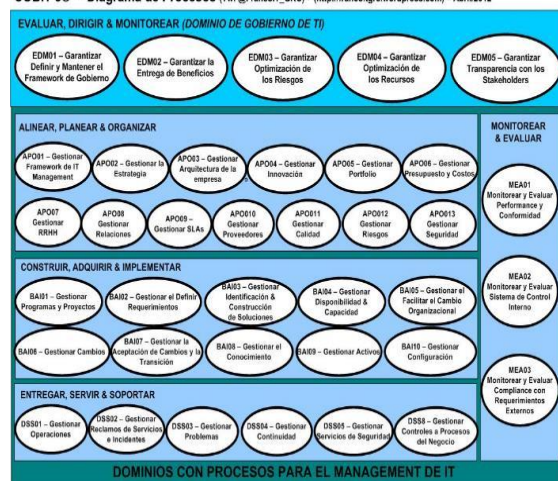 Diagrama de Procesos
EVALUAR, DIRIGIR & MONITOREAR (DOMINIO DE GOBIERNO DE TI)
EDM01 – Garantizar
Definir y Mantener el
Framework de Gobierno
EDM02 – Garantizar la
Entrega de Beneficios
EDM03 – Garantizar
Optimización de
los Riesgos
EDM04 – Garantizar
Optimización de
los Recursos
EDM05 – Garantizar
Transparencia con los
Stakeholders
ALINEAR, PLANEAR & ORGANIZAR
APO01 – Gestionar
Framework de IT
Management
APO02 – Gestionar la
Estrategia
APO03 – Gestionar
Arquitectura de la
empresa
APO04 – Gestionar
Innovación
APO05 – Gestionar
Portfolio
APO06 – Gestionar
Presupuesto y Costos
APO07
Gestionar
RRHH
APO08
Gestionar
Relaciones
APO09 –
Gestionar SLAs
APO010
Gestionar
Proveedores
APO011
Gestionar
Calidad
APO012
Gestionar
Riesgos
APO013
Gestionar
Seguridad
CONSTRUIR, ADQUIRIR & IMPLEMENTAR
BAI01 – Gestionar
Programas y Proyectos
BAI02 – Gestionar el Definir
Requerimientos
BAI03 – Gestionar
Identificación &
Construcción
de Soluciones
BAI04 – Gestionar
Disponibilidad &
Capacidad
BAI05 – Gestionar el
Facilitar el Cambio
Organizacional
BAI06 – Gestionar Cambios
BAI07 – Gestionar la
Aceptación de Cambios y la
Transición
BAI08 – Gestionar el
Conocimiento
BAI09 – Gestionar Activos
BAI10 – Gestionar
Configuración
ENTREGAR, SERVIR & SOPORTAR
DSS01 – Gestionar
Operaciones
DSS02 – Gestionar
Reclamos de Servicios
e Incidentes
DSS03 – Gestionar
Problemas
DSS04 – Gestionar
Continuidad
DSS05 – Gestionar
Servicios de Seguridad
DSS8 – Gestionar
Controles a Procesos
del Negocio
MONITOREAR
& EVALUAR
MEA01
Monitorear y Evaluar
Performance y
Conformidad
MEA02
Monitorear y Evaluar
Sistema de Control
Interno
MEA03
Monitorear y Evaluar
Compliance con
Requerimientos
Externos
DOMINIOS CON PROCESOS PARA EL MANAGEMENT DE IT